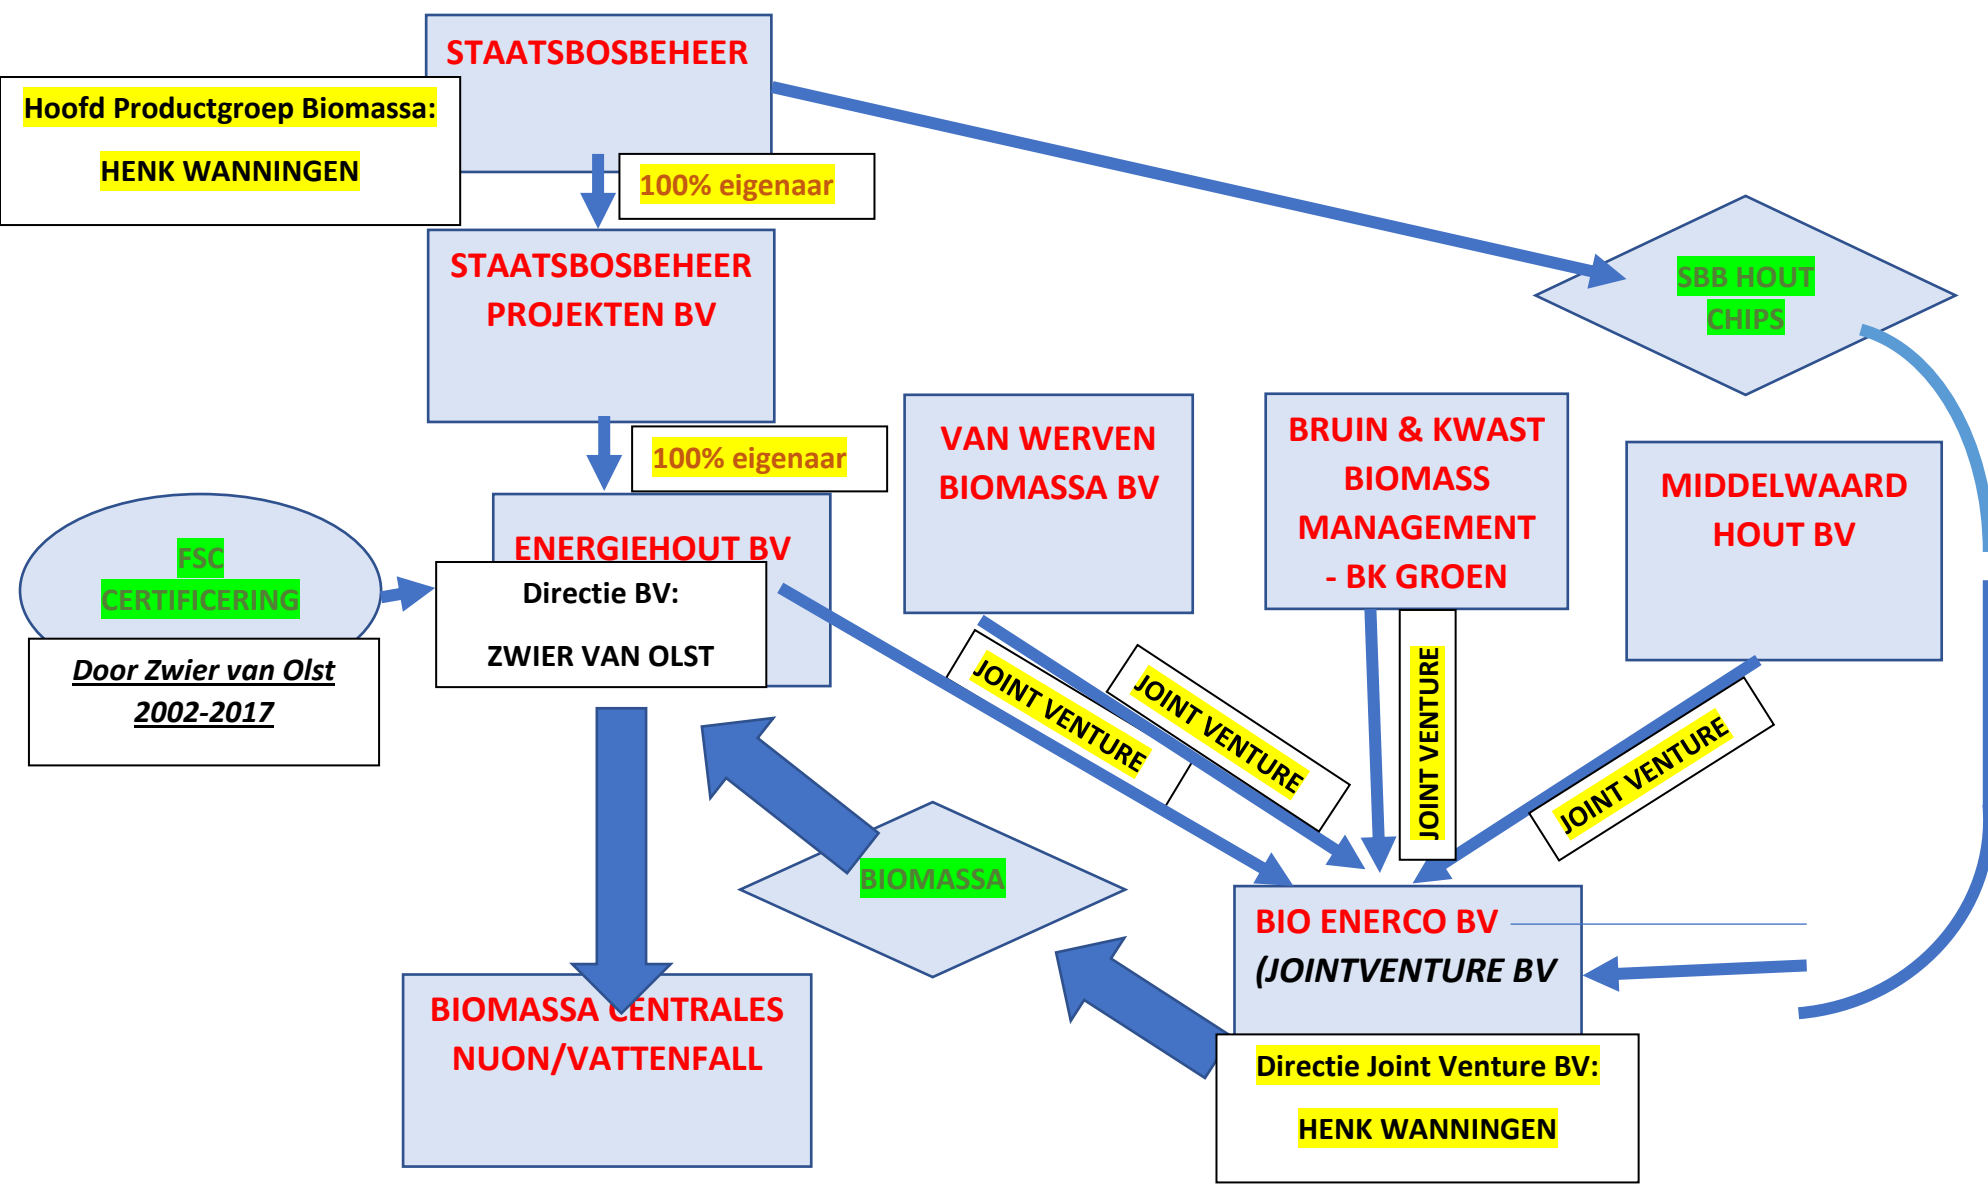 STAATSBOSBEHEER
Hoofd Productgroep Biomassa:
HENK WANNINGEN
100% eigenaar
STAATSBOSBEHEER
PROJEKTEN BV
SBB HOUT
CHIPS
100% eigenaar
VAN WERVEN
BIOMASSA BV
BRUIN & KWAST
BIOMASS
MANAGEMENT
- BK GROEN
MIDDELWAARD
HOUT BV
FSC
CERTIFICERING
Door Zwier van Olst
2002-2017
ENERGIEHOUT BV
Directie BV:
ZWIER VAN OLST
JOINT VENTURE
JOINT VENTURE
JOINT VENTURE
JOINT VENTURE
BIOMASSA
BIO ENERCO BV
(JOINTVENTURE BV
BIOMASSA CENTRALES
NUON/VATTENFALL
Directie Joint Venture BV:
HENK WANNINGEN